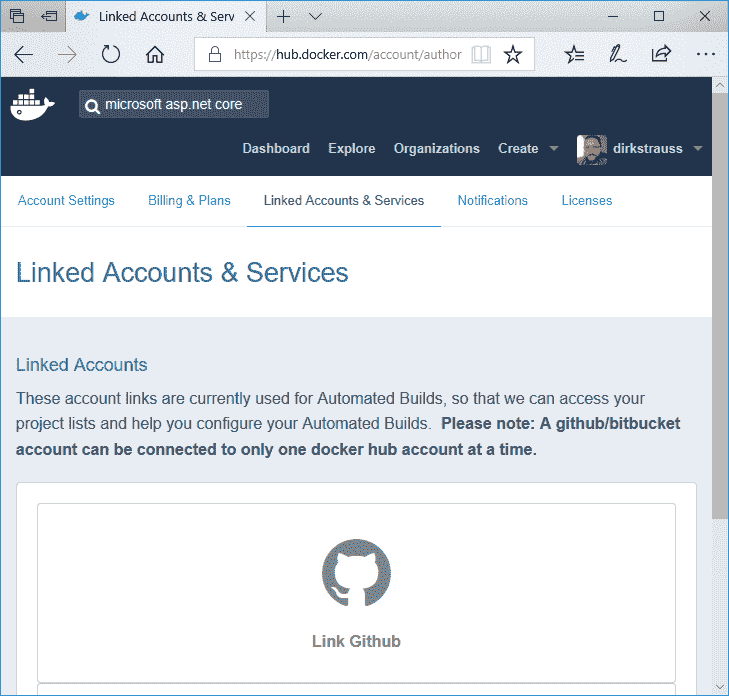 Linked Accounts & Serv
https://hub.docker.com/account/author
microsoft asp.net core
Dashboard Explore Organizations Create dirkstrauss
Account Settings Billing & Plans Linked Accounts & Services Notifications Licenses
Linked Accounts & Services
Linked Accounts
These account links are currently used for Automated Builds, so that we can access your
project lists and help you configure your Automated Builds. Please note: A github/bitbucket
account can be connected to only one docker hub account at a time.
Link Github